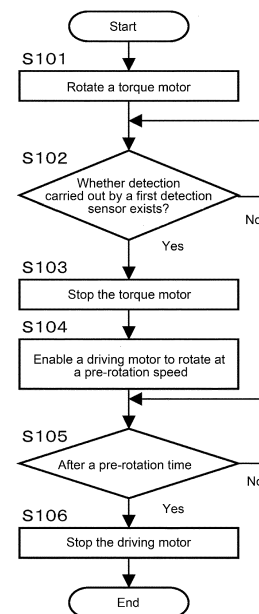 Start
S101
Rotate a torque motor
S102
Whether detection
carried out by a first detection
sensor exists?
No
Yes
S103
Stop the torque motor
S104
Enable a driving motor to rotate at
a pre-rotation speed
S105
After a pre-rotation time
No
Yes
S106
Stop the driving motor
End